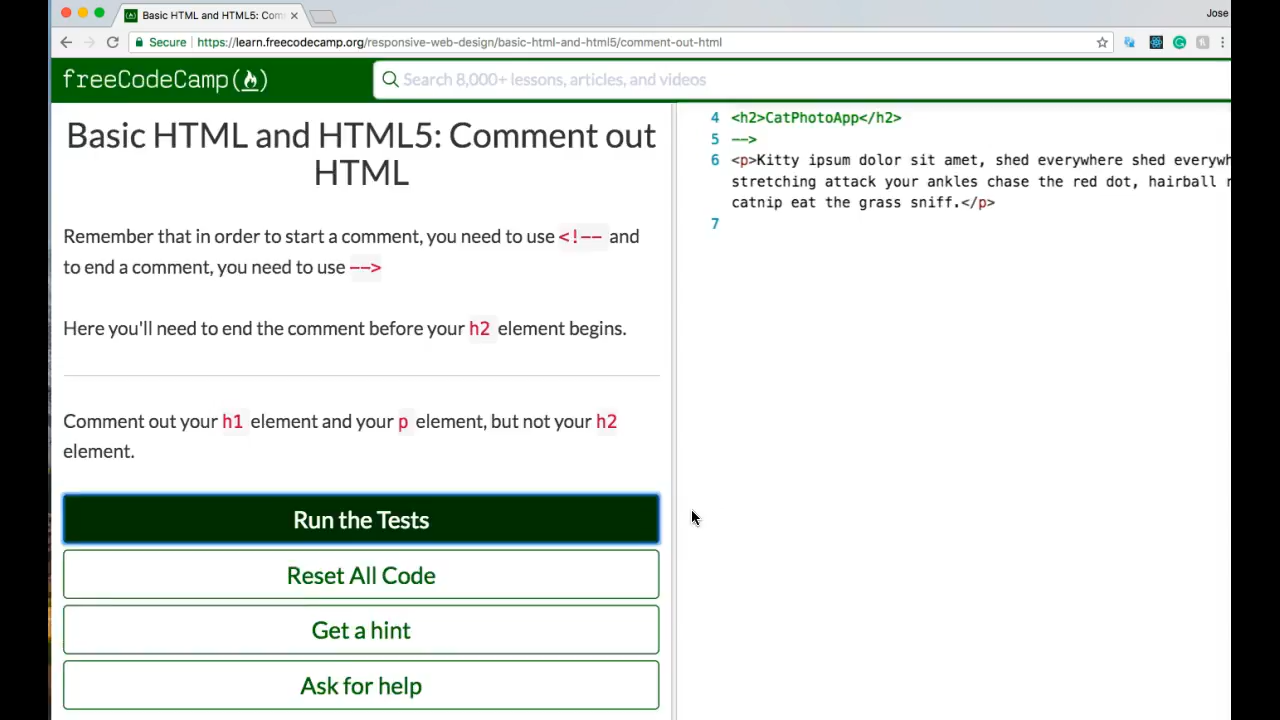 Basic HTML and HTML5: Com
Jose
Secure https://learn.freecodecamp.org/responsive-web-design/basic-html-and-html5/comment-out-html
freeCodeCamp
Search 8,000+ lessons, articles, and videos
Basic HTML and HTML5: Comment out
HTML
Remember that in order to start a comment, you need to use <!-- and
to end a comment, you need to use -->
Here you'll need to end the comment before your h2 element begins.
Comment out your h1 element and your p element, but not your h2
element.
Run the Tests
Reset All Code
Get a hint
Ask for help
4 <h2>CatPhotoApp</h2>
5 -->
6 <p>Kitty ipsum dolor sit amet, shed everywhere shed everywh
stretching attack your ankles chase the red dot, hairball
catnip eat the grass sniff.</p>
7